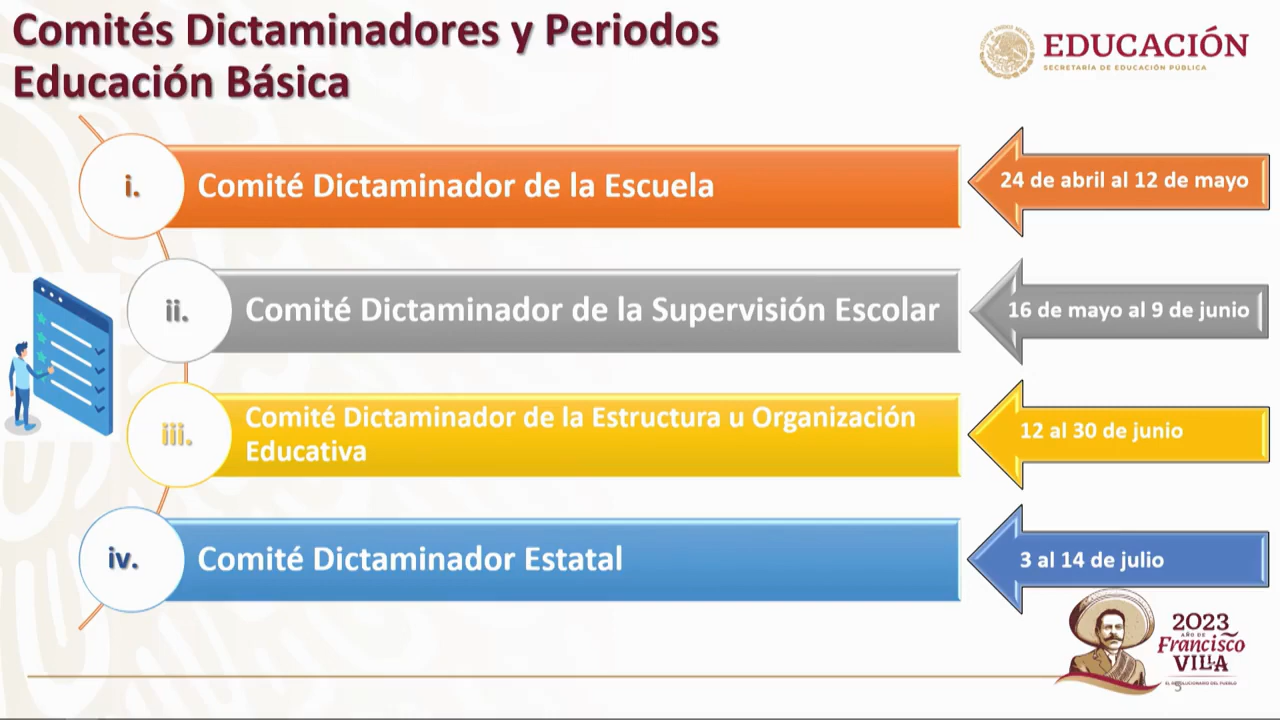 Comités Dictaminadores y Periodos
Educación Básica
EDUCACIÓN
SECRETARÍA DE EDUCACIÓN PÚBLICA
i.
Comité Dictaminador de la Escuela
24 de abril al 12 de mayo
ii.
Comité Dictaminador de la Supervisión Escolar
16 de mayo al 9 de junio
iii.
Comité Dictaminador de la Estructura u Organización
Educativa
12 al 30 de junio
iv.
Comité Dictaminador Estatal
3 al 14 de julio
2023
AÑO DE
Francisco
VILLA
EL REVOLUCIONARIO DEL PUEBLO
5